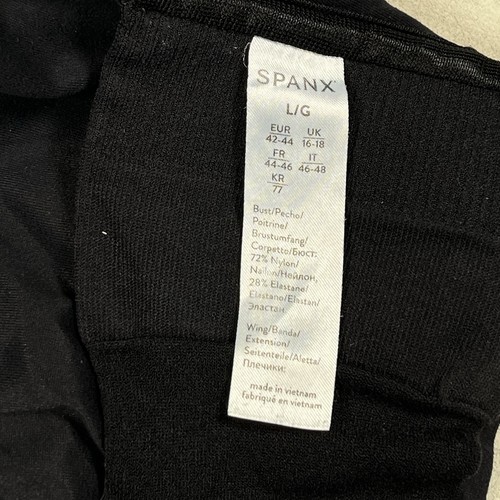 SPANX
L/G
EUR UK
42-44 16-18
FR IT
44-46 46-48
KR
77
Bust/Pecho/
Poitrine/
Brustumfang/
Corpetto/Бюст:
72% Nylon/
Nailon/Нейлон,
28% Elastane/
Elastano/Elastan/
Эластан
Wing/Banda/
Extension/
Seitenteile/Aletta/
Плечики:
made in vietnam
fabriqué en vietnam